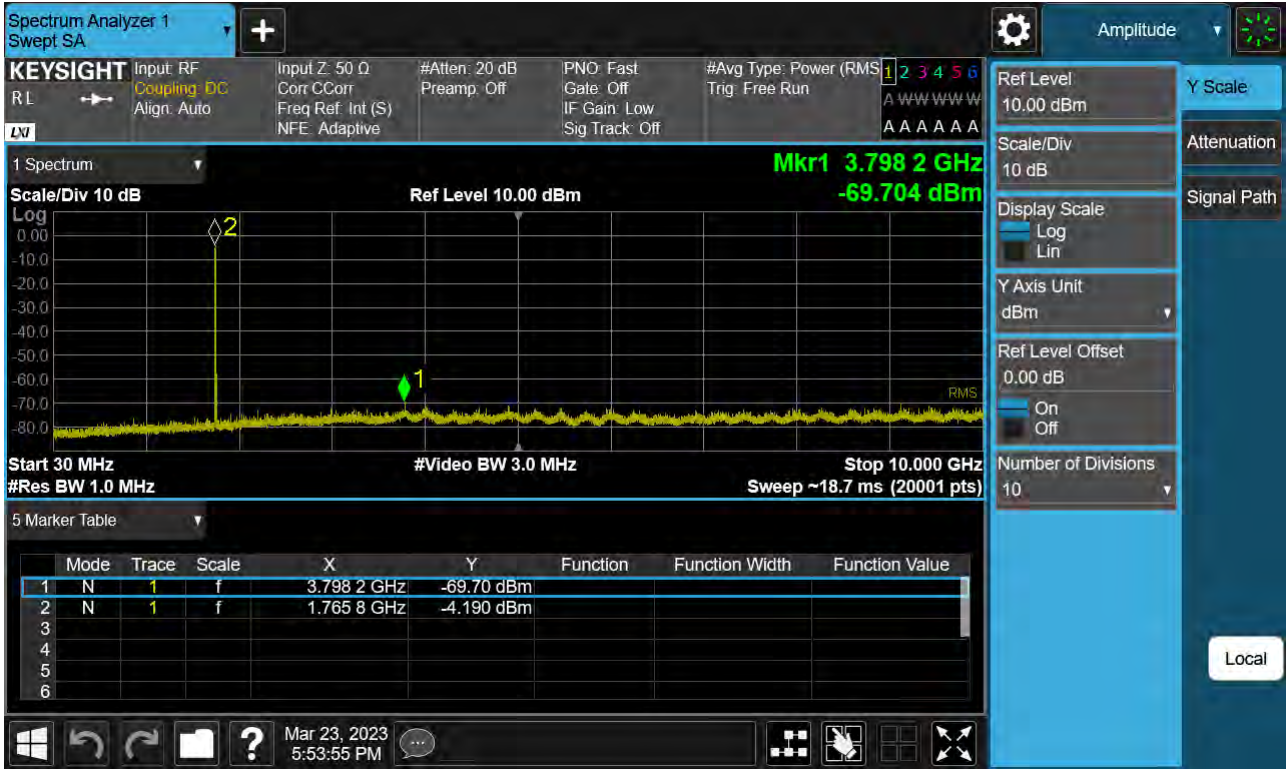 Spectrum Analyzer 1
Swept SA
Amplitude
KEYSIGHT
RL
LXI
Input: RF
Coupling: DC
Align: Auto
Input Z: 50 Ω
Corr CCorr
Freq Ref: Int (S)
NFE: Adaptive
#Atten: 20 dB
Preamp: Off
PNO: Fast
Gate: Off
IF Gain: Low
Sig Track: Off
#Avg Type: Power (RMS
Trig: Free Run
1 2 3 4 5 6
A W W W W W
A A A A A A
1 Spectrum
Mkr1 3.798 2 GHz
-69.704 dBm
Scale/Div 10 dB
Ref Level 10.00 dBm
Log
0.00
-10.0
-20.0
-30.0
-40.0
-50.0
-60.0
-70.0
-80.0
2
1
RMS
Start 30 MHz
#Video BW 3.0 MHz
Stop 10.000 GHz
#Res BW 1.0 MHz
Sweep ~18.7 ms (20001 pts)
5 Marker Table
Mode Trace Scale X Y Function Function Width Function Value
1 N 1 f 3.798 2 GHz -69.70 dBm
2 N 1 f 1.765 8 GHz -4.190 dBm
3
4
5
6
Ref Level
10.00 dBm
Scale/Div
10 dB
Display Scale
Log
Lin
Y Axis Unit
dBm
Ref Level Offset
0.00 dB
On
Off
Number of Divisions
10
Y Scale
Attenuation
Signal Path
Local
?
Mar 23, 2023
5:53:55 PM